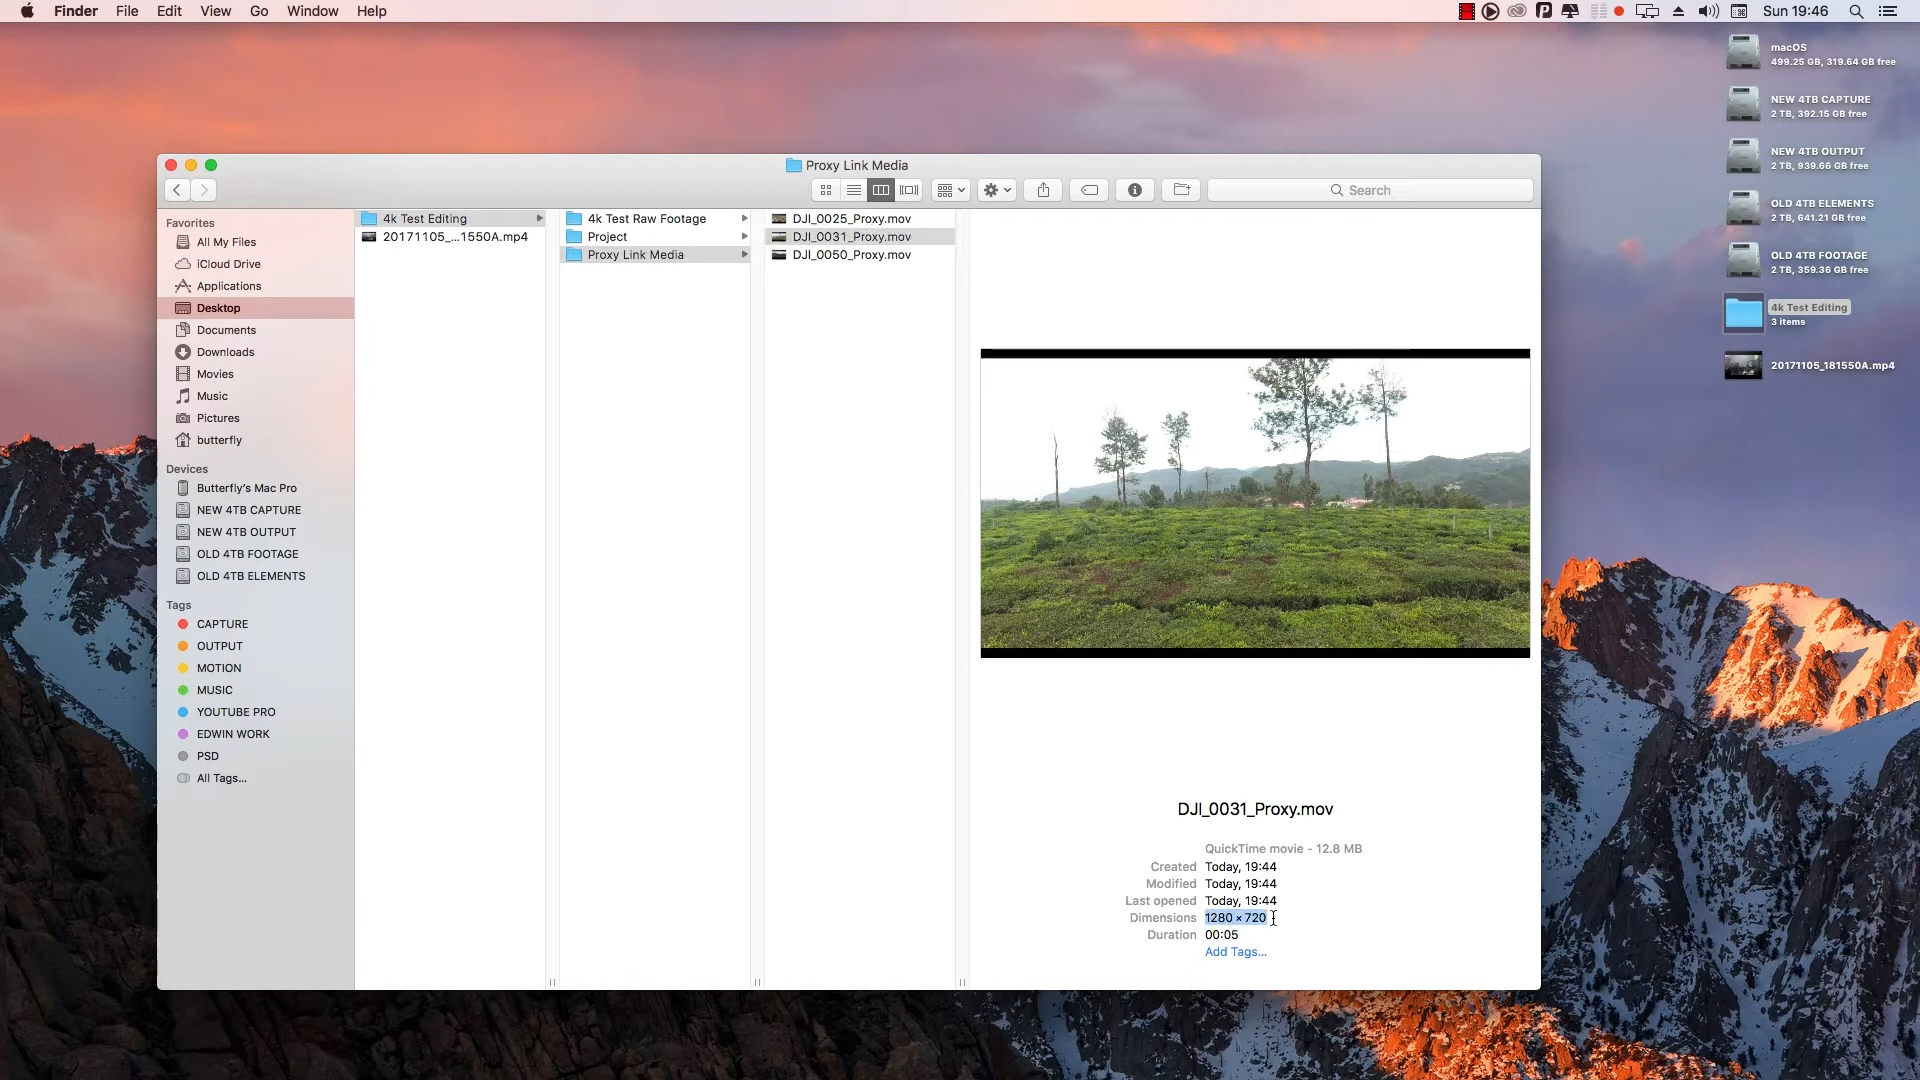 Finder File Edit View Go Window Help
Sun 19:46
macOS
499.25 GB, 319.64 GB free
NEW 4TB CAPTURE
2 TB, 392.15 GB free
NEW 4TB OUTPUT
2 TB, 939.66 GB free
OLD 4TB ELEMENTS
2 TB, 641.21 GB free
OLD 4TB FOOTAGE
2 TB, 359.36 GB free
4k Test Editing
3 items
20171105_181550A.mp4
Proxy Link Media
Search
Favorites
All My Files
iCloud Drive
Applications
Desktop
Documents
Downloads
Movies
Music
Pictures
butterfly
Devices
Butterfly's Mac Pro
NEW 4TB CAPTURE
NEW 4TB OUTPUT
OLD 4TB FOOTAGE
OLD 4TB ELEMENTS
Tags
CAPTURE
OUTPUT
MOTION
MUSIC
YOUTUBE PRO
EDWIN WORK
PSD
All Tags...
4k Test Editing
20171105_...1550A.mp4
4k Test Raw Footage
Project
Proxy Link Media
DJI_0025_Proxy.mov
DJI_0031_Proxy.mov
DJI_0050_Proxy.mov
DJI_0031_Proxy.mov
QuickTime movie - 12.8 MB
Created Today, 19:44
Modified Today, 19:44
Last opened Today, 19:44
Dimensions 1280 × 720
Duration 00:05
Add Tags...